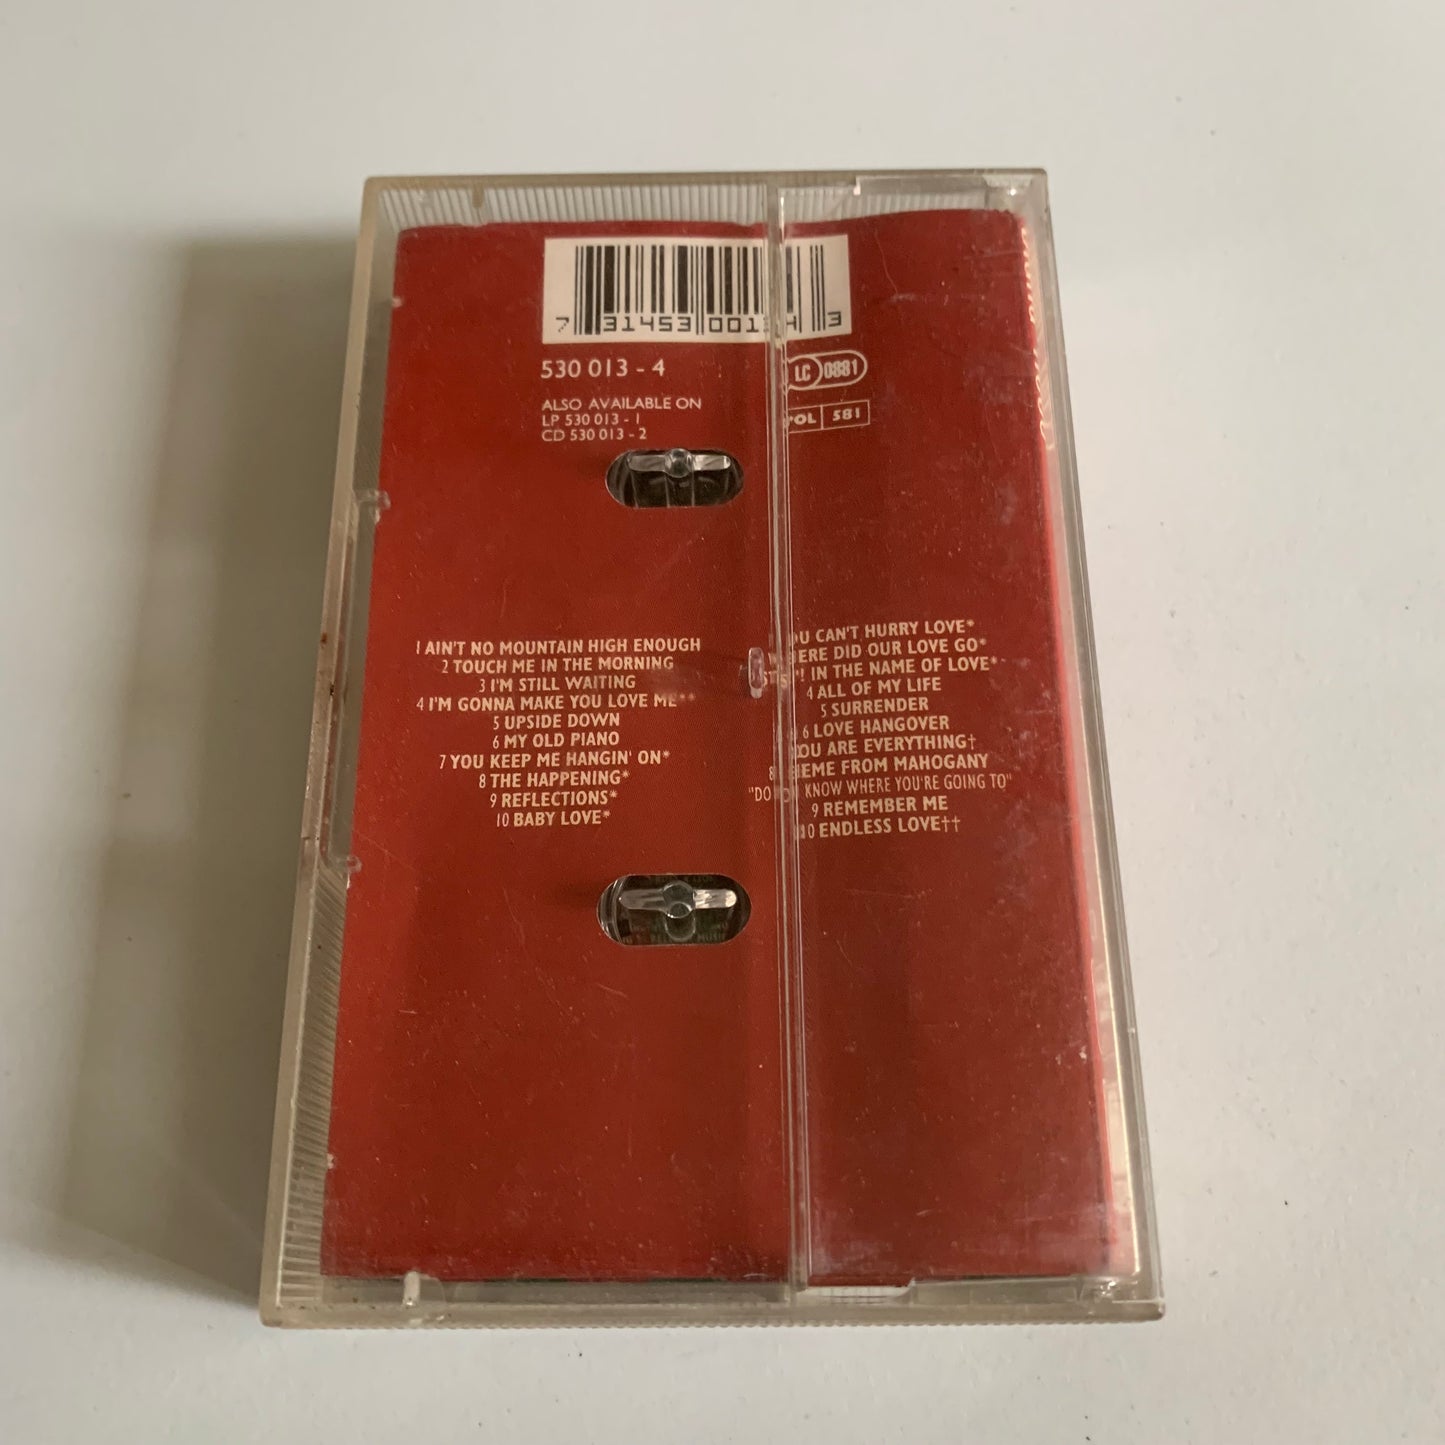 7 31453 00134 3
530 013 - 4
LC 0881
ALSO AVAILABLE ON
LP 530 013 - 1
CD 530 013 - 2
POL 581
1 AIN'T NO MOUNTAIN HIGH ENOUGH
2 TOUCH ME IN THE MORNING
3 I'M STILL WAITING
4 I'M GONNA MAKE YOU LOVE ME**
5 UPSIDE DOWN
6 MY OLD PIANO
7 YOU KEEP ME HANGIN' ON*
8 THE HAPPENING*
9 REFLECTIONS*
10 BABY LOVE*
YOU CAN'T HURRY LOVE*
WHERE DID OUR LOVE GO*
STOP! IN THE NAME OF LOVE*
4 ALL OF MY LIFE
5 SURRENDER
6 LOVE HANGOVER
YOU ARE EVERYTHING†
8 THEME FROM MAHOGANY
"DO YOU KNOW WHERE YOU'RE GOING TO"
9 REMEMBER ME
10 ENDLESS LOVE††